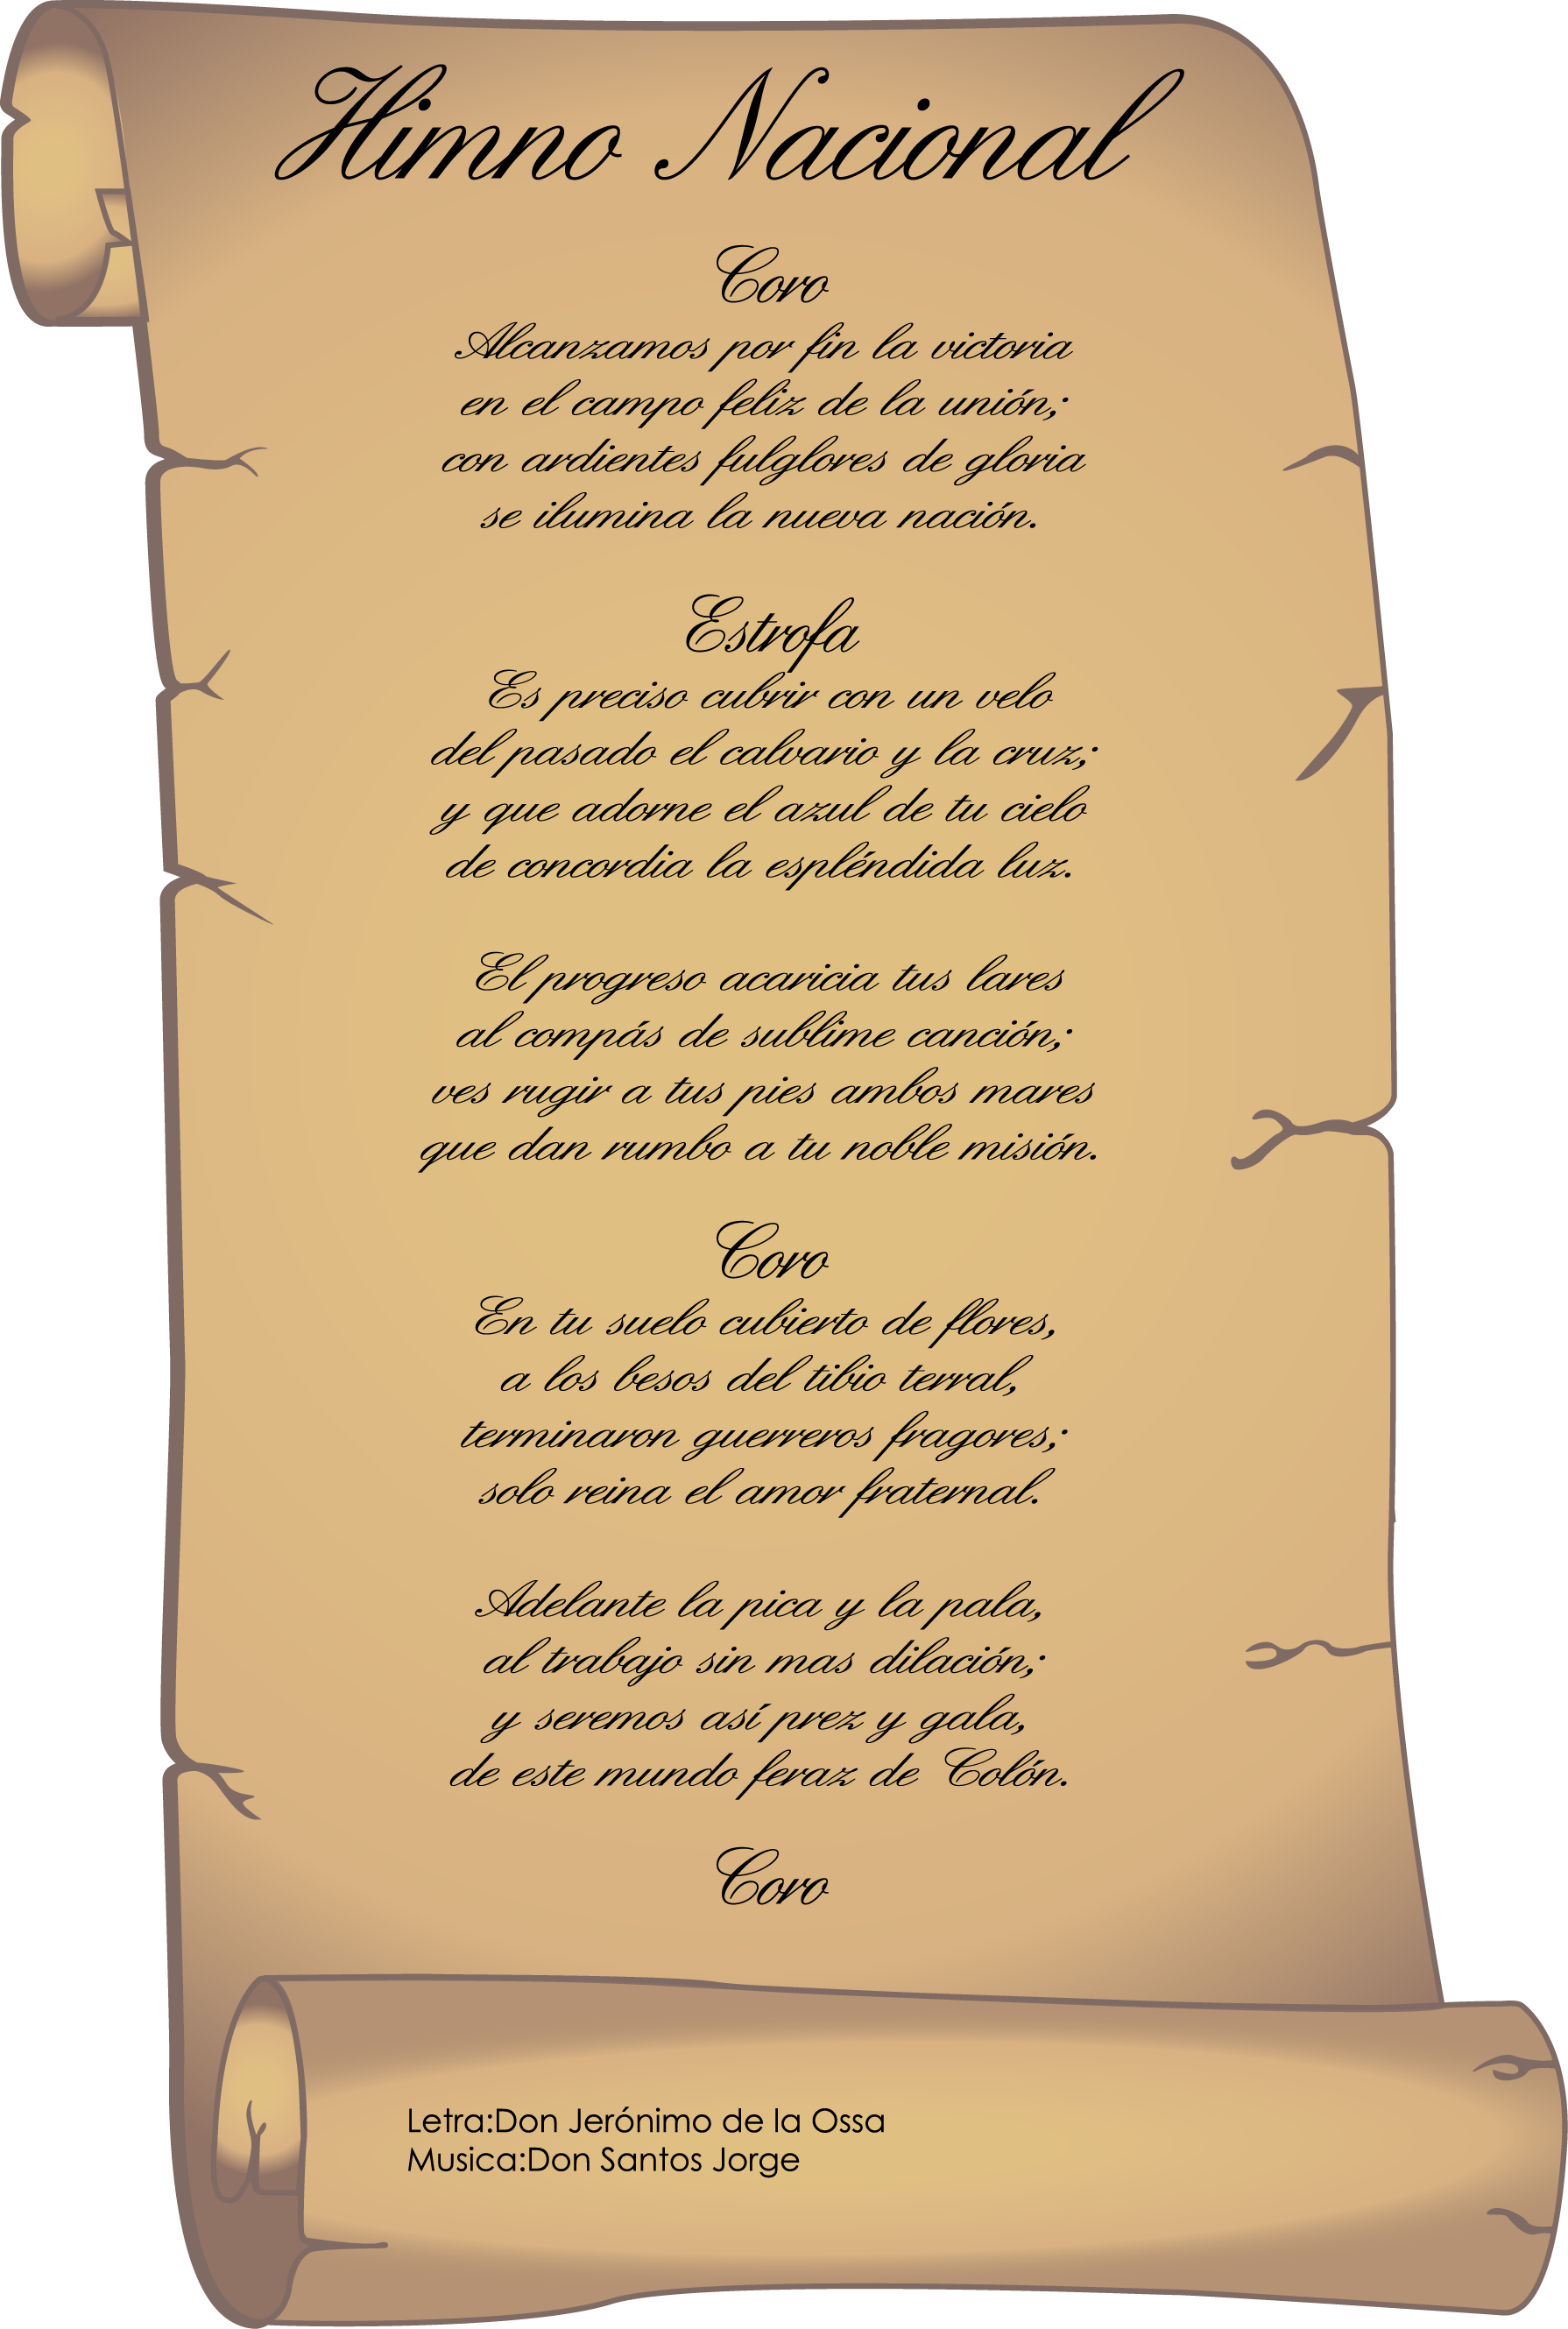 Himno Nacional
Coro
Alcanzamos por fin la victoria
en el campo feliz de la unión;
con ardientes fulglores de gloria
se ilumina la nueva nación.
Estrofa
Es preciso cubrir con un velo
del pasado el calvario y la cruz;
y que adorne el azul de tu cielo
de concordia la espléndida luz.
El progreso acaricia tus lares
al compás de sublime canción;
ves rugir a tus pies ambos mares
que dan rumbo a tu noble misión.
Coro
En tu suelo cubierto de flores,
a los besos del tibio terral,
terminaron guerreros fragores;
solo reina el amor fraternal.
Adelante la pica y la pala,
al trabajo sin mas dilación;
y seremos así prez y gala,
de este mundo feraz de Colón.
Coro
Letra:Don Jerónimo de la Ossa
Musica:Don Santos Jorge